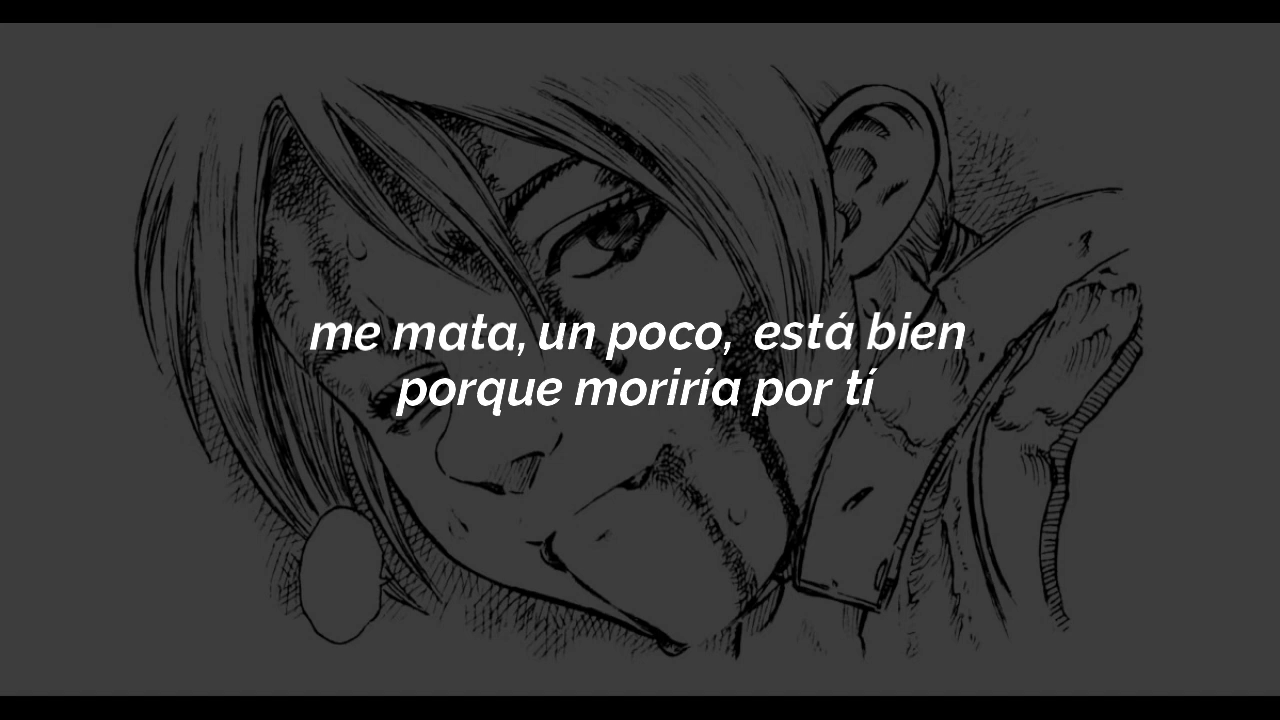 me mata, un poco, está bien
porque moriría por tí